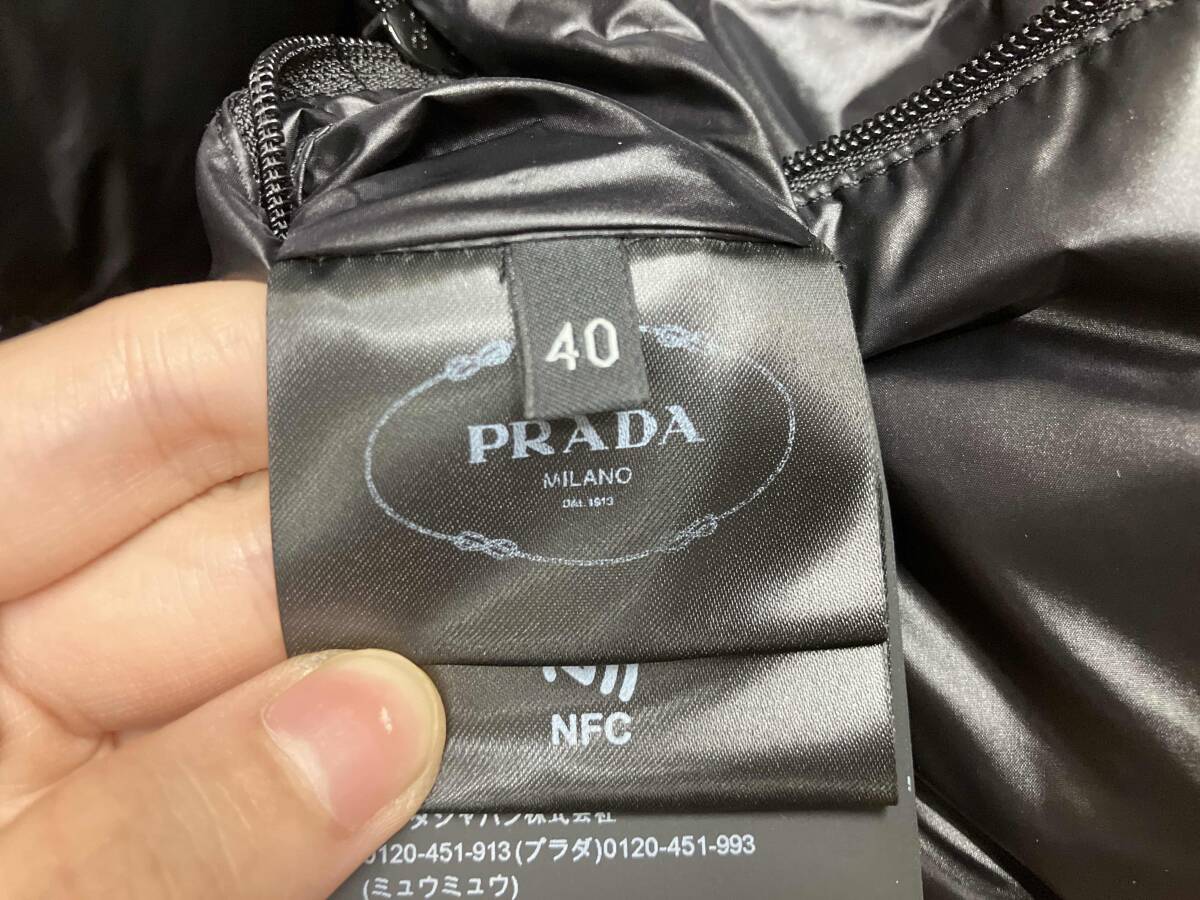 40
PRADA
MILANO
DAL 1913
NFC
ダジャパン株式会社
0120-451-913(プラダ)0120-451-993
(ミュウミュウ)